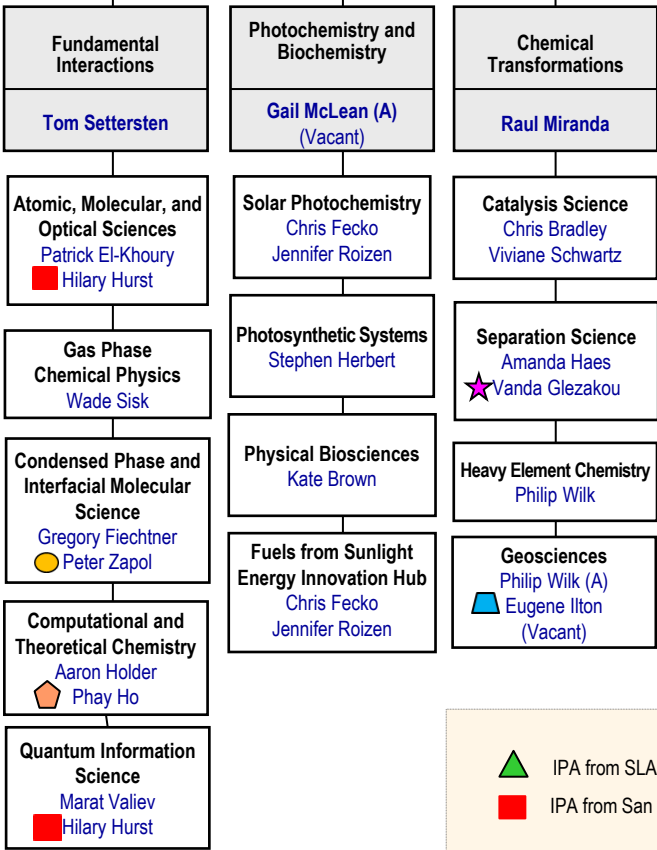 Fundamental
Interactions
Tom Settersten
Atomic, Molecular, and
Optical Sciences
Patrick El-Khoury
Hilary Hurst
Gas Phase
Chemical Physics
Wade Sisk
Condensed Phase and
Interfacial Molecular
Science
Gregory Fiechtner
Peter Zapol
Computational and
Theoretical Chemistry
Aaron Holder
Phay Ho
Quantum Information
Science
Marat Valiev
Hilary Hurst
Photochemistry and
Biochemistry
Gail McLean (A)
(Vacant)
Solar Photochemistry
Chris Fecko
Jennifer Roizen
Photosynthetic Systems
Stephen Herbert
Physical Biosciences
Kate Brown
Fuels from Sunlight
Energy Innovation Hub
Chris Fecko
Jennifer Roizen
Chemical
Transformations
Raul Miranda
Catalysis Science
Chris Bradley
Viviane Schwartz
Separation Science
Amanda Haes
Vanda Glezakou
Heavy Element Chemistry
Philip Wilk
Geosciences
Philip Wilk (A)
Eugene Ilton
(Vacant)
IPA from SLA
IPA from San